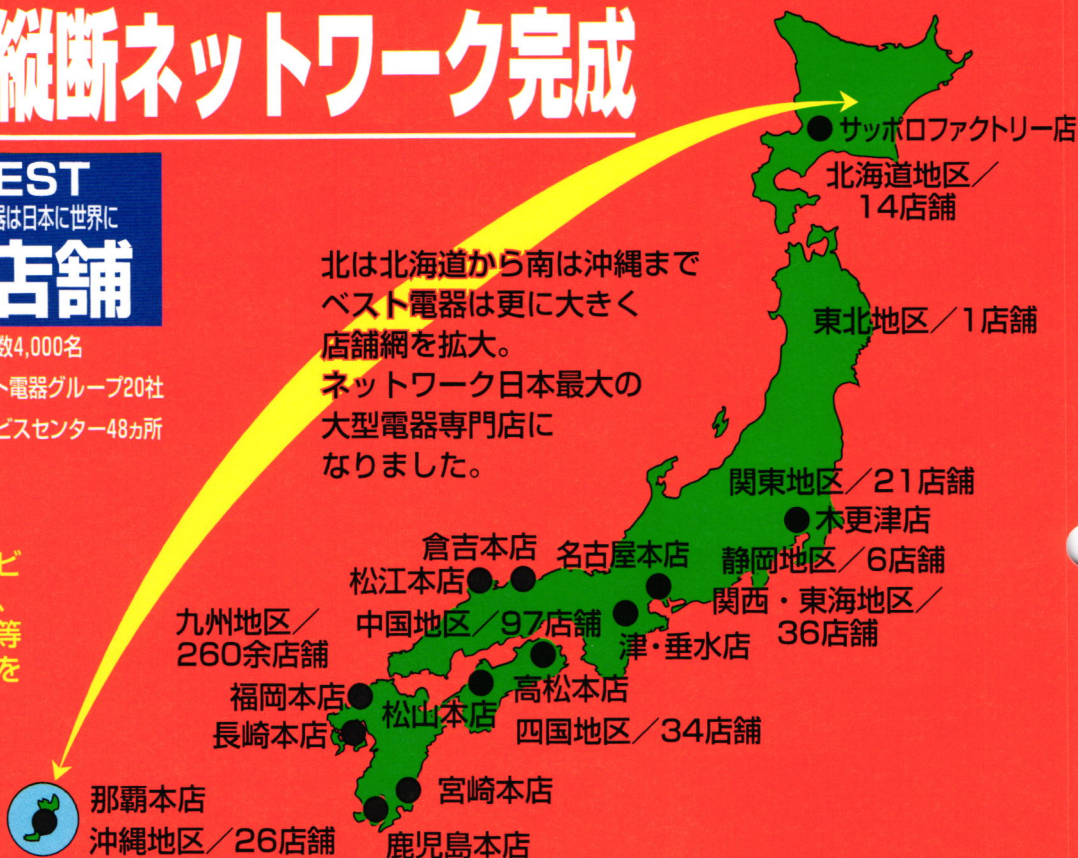 縦断ネットワーク完成
EST
器は日本に世界に
店舗
数4,000名
ト電器グループ20社
ビスセンター48ヵ所
ビ
、
等
を
北は北海道から南は沖縄まで
ベスト電器は更に大きく
店舗網を拡大。
ネットワーク日本最大の
大型電器専門店に
なりました。
サッポロファクトリー店
北海道地区／
14店舗
東北地区／1店舗
関東地区／21店舗
木更津店
静岡地区／6店舗
関西・東海地区／
36店舗
名古屋本店
津・垂水店
倉吉本店
松江本店
中国地区／97店舗
高松本店
松山本店
四国地区／34店舗
九州地区／
260余店舗
福岡本店
長崎本店
宮崎本店
鹿児島本店
那覇本店
沖縄地区／26店舗